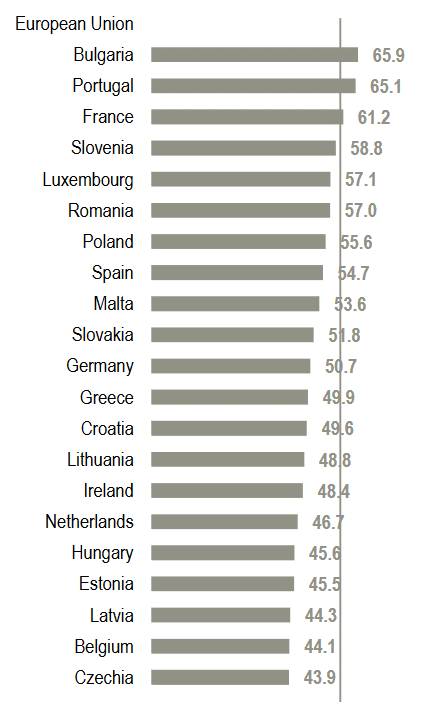 European Union
Bulgaria 65.9
Portugal 65.1
France 61.2
Slovenia 58.8
Luxembourg 57.1
Romania 57.0
Poland 55.6
Spain 54.7
Malta 53.6
Slovakia 51.8
Germany 50.7
Greece 49.9
Croatia 49.6
Lithuania 48.8
Ireland 48.4
Netherlands 46.7
Hungary 45.6
Estonia 45.5
Latvia 44.3
Belgium 44.1
Czechia 43.9